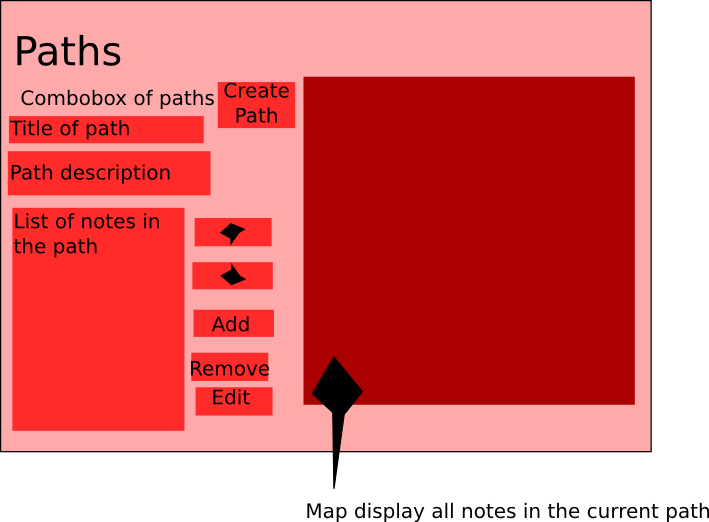 Paths
Combobox of paths
Create
Path
Title of path
Path description
List of notes in
the path
Add
Remove
Edit
Map display all notes in the current path